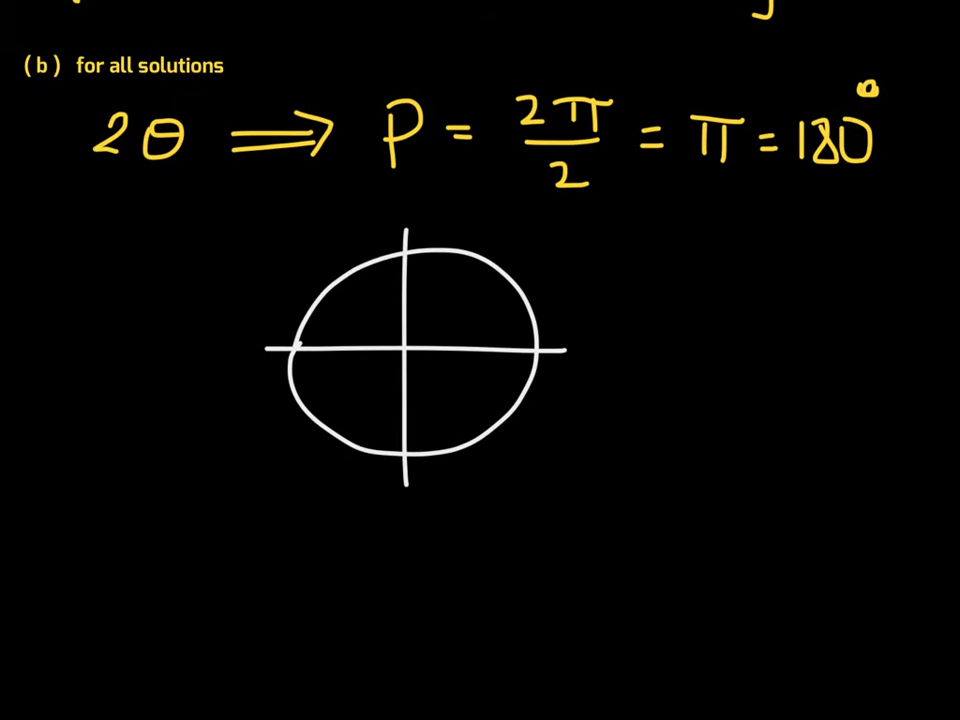 (b) for all solutions
2θ ⟹ P = 2π/2 = π = 180°